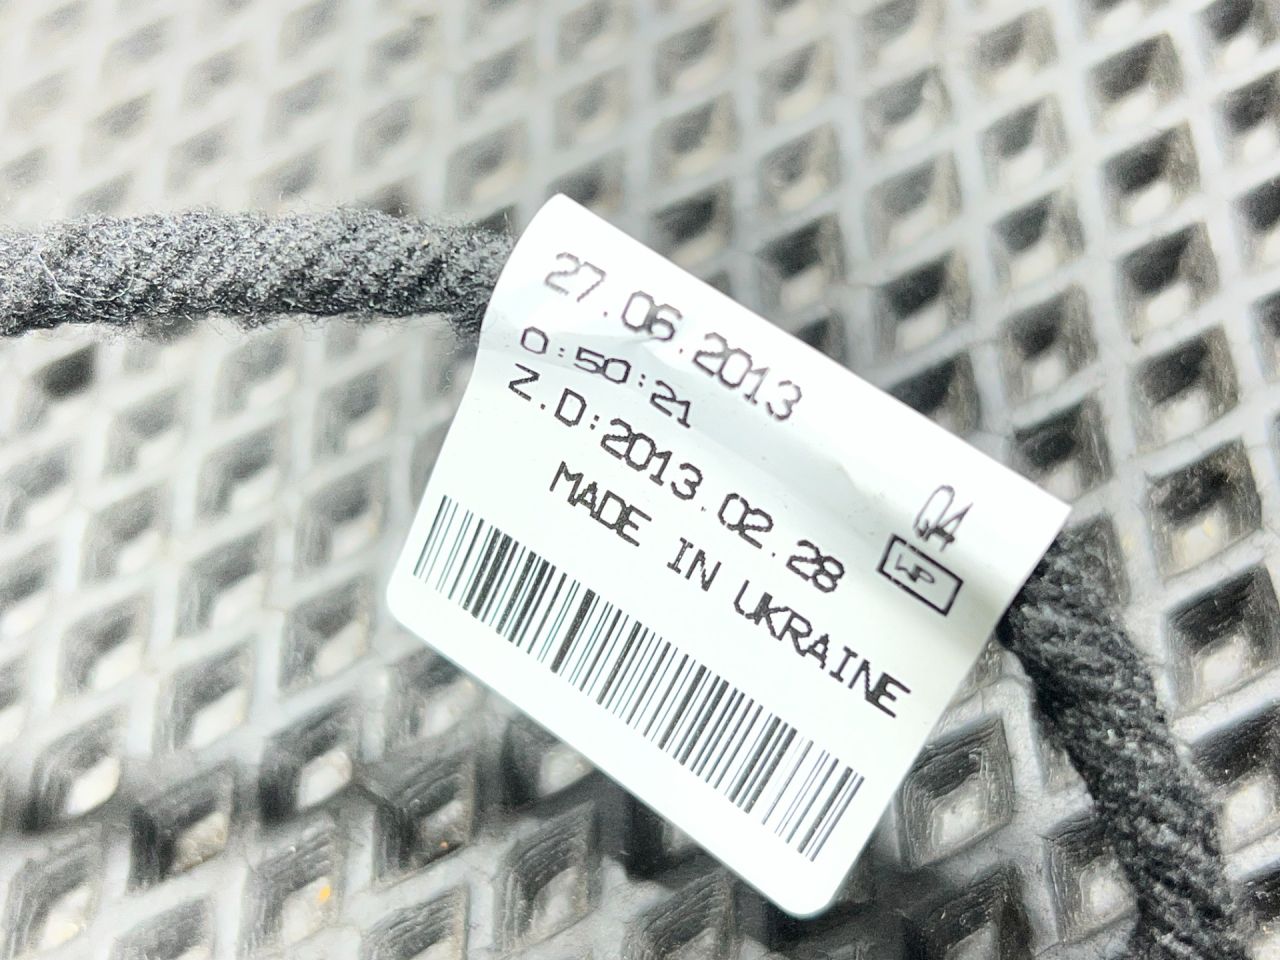 27.06.2013
0:50:21
Z.D:2013.02.28
MADE IN UKRAINE
Q4
WP